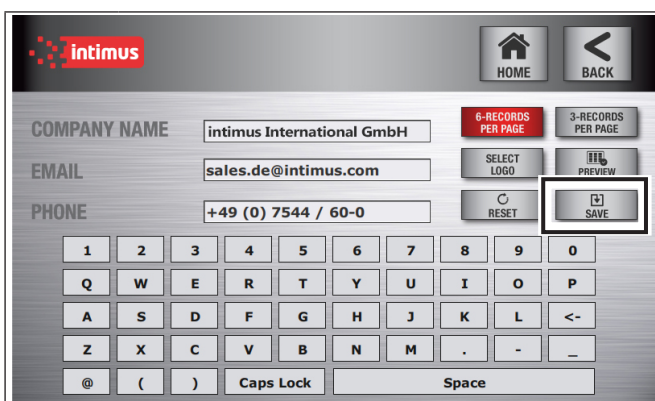 intimus
HOME
BACK
COMPANY NAME
intimus International GmbH
6-RECORDS
PER PAGE
3-RECORDS
PER PAGE
EMAIL
sales.de@intimus.com
SELECT
LOGO
PREVIEW
PHONE
+49 (0) 7544 / 60-0
RESET
SAVE
1 2 3 4 5 6 7 8 9 0
Q W E R T Y U I O P
A S D F G H J K L <-
Z X C V B N M . - _
@ ( ) Caps Lock Space